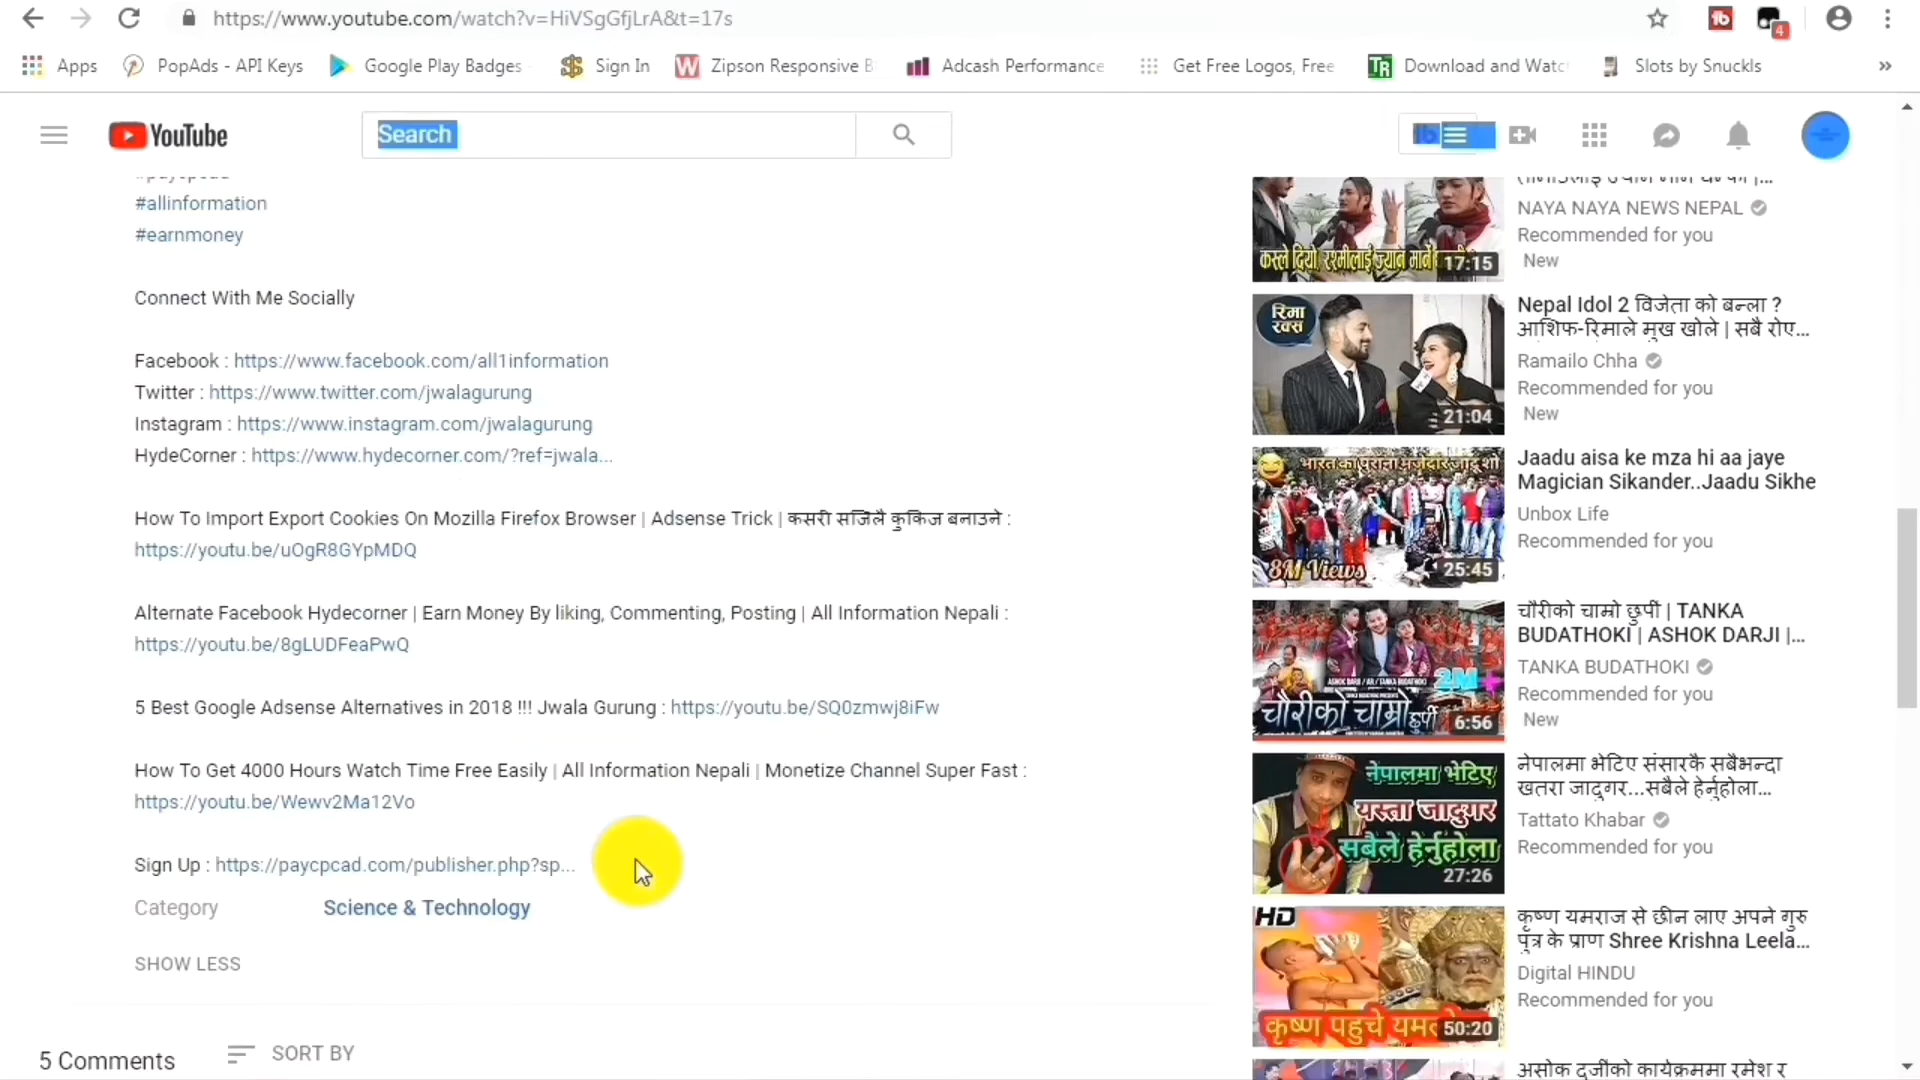 https://www.youtube.com/watch?v=HiVSgGfjLrA&t=17s
4
Apps
PopAds - API Keys
Google Play Badges
Sign In
Zipson Responsive B
Adcash Performance
Get Free Logos, Free
Download and Watc
Slots by Snuckls
»
YouTube
Search
#allinformation
#earnmoney
Connect With Me Socially
Facebook : https://www.facebook.com/all1information
Twitter : https://www.twitter.com/jwalagurung
Instagram : https://www.instagram.com/jwalagurung
HydeCorner : https://www.hydecorner.com/?ref=jwala...
How To Import Export Cookies On Mozilla Firefox Browser | Adsense Trick | कसरी सजिलै कुकिज बनाउने :
https://youtu.be/uOgR8GYpMDQ
Alternate Facebook Hydecorner | Earn Money By liking, Commenting, Posting | All Information Nepali :
https://youtu.be/8gLUDFeaPwQ
5 Best Google Adsense Alternatives in 2018 !!! Jwala Gurung : https://youtu.be/SQ0zmwj8iFw
How To Get 4000 Hours Watch Time Free Easily | All Information Nepali | Monetize Channel Super Fast :
https://youtu.be/Wewv2Ma12Vo
Sign Up : https://paycpcad.com/publisher.php?sp...
Category
Science & Technology
SHOW LESS
5 Comments
SORT BY
कस्ले दियो, रश्मीलाई ज्यान मार्ने
17:15
NAYA NAYA NEWS NEPAL
Recommended for you
New
रिमा
रक्स
21:04
Nepal Idol 2 विजेता को बन्ला ?
आशिफ-रिमाले मुख खोले | सबै रोए...
Ramailo Chha
Recommended for you
New
भारत का पुराना मजदार जादू शो
8M Views
25:45
Jaadu aisa ke mza hi aa jaye
Magician Sikander..Jaadu Sikhe
Unbox Life
Recommended for you
ASHOK DARJI / AR / TANKA BUDATHOKI
2M+
चौरीको चाम्रो छुर्पी
6:56
चौरीको चाम्रो छुर्पी | TANKA
BUDATHOKI | ASHOK DARJI |...
TANKA BUDATHOKI
Recommended for you
New
नेपालमा भेटिए
यस्ता जादुगर
सबैले हेर्नुहोला
27:26
नेपालमा भेटिए संसारकै सबैभन्दा
खतरा जादुगर...सबैले हेर्नुहोला...
Tattato Khabar
Recommended for you
HD
कृष्ण पहुचे
50:20
कृष्ण यमराज से छीन लाए अपने गुरु
पुत्र के प्राण Shree Krishna Leela...
Digital HINDU
Recommended for you
असोक दर्जीको कार्यक्रममा रमेश र